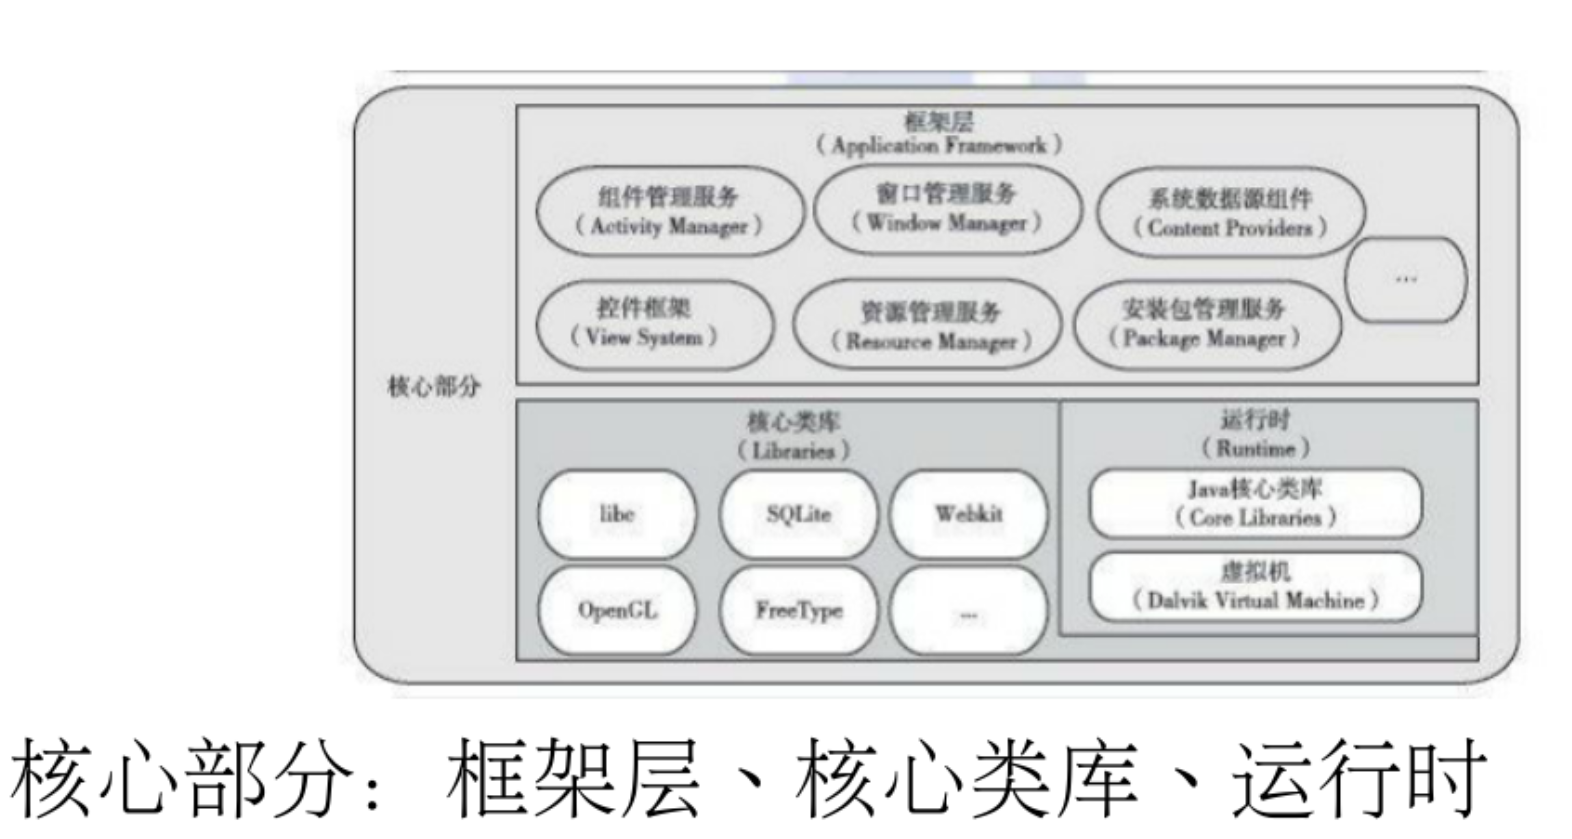 框架层
（Application Framework）
组件管理服务
（Activity Manager）
窗口管理服务
（Window Manager）
系统数据源组件
（Content Providers）
...
控件框架
（View System）
资源管理服务
（Resource Manager）
安装包管理服务
（Package Manager）
核心部分
核心类库
（Libraries）
libc
SQLite
Webkit
OpenGL
FreeType
...
运行时
（Runtime）
Java核心类库
（Core Libraries）
虚拟机
（Dalvik Virtual Machine）
核心部分：框架层、核心类库、运行时